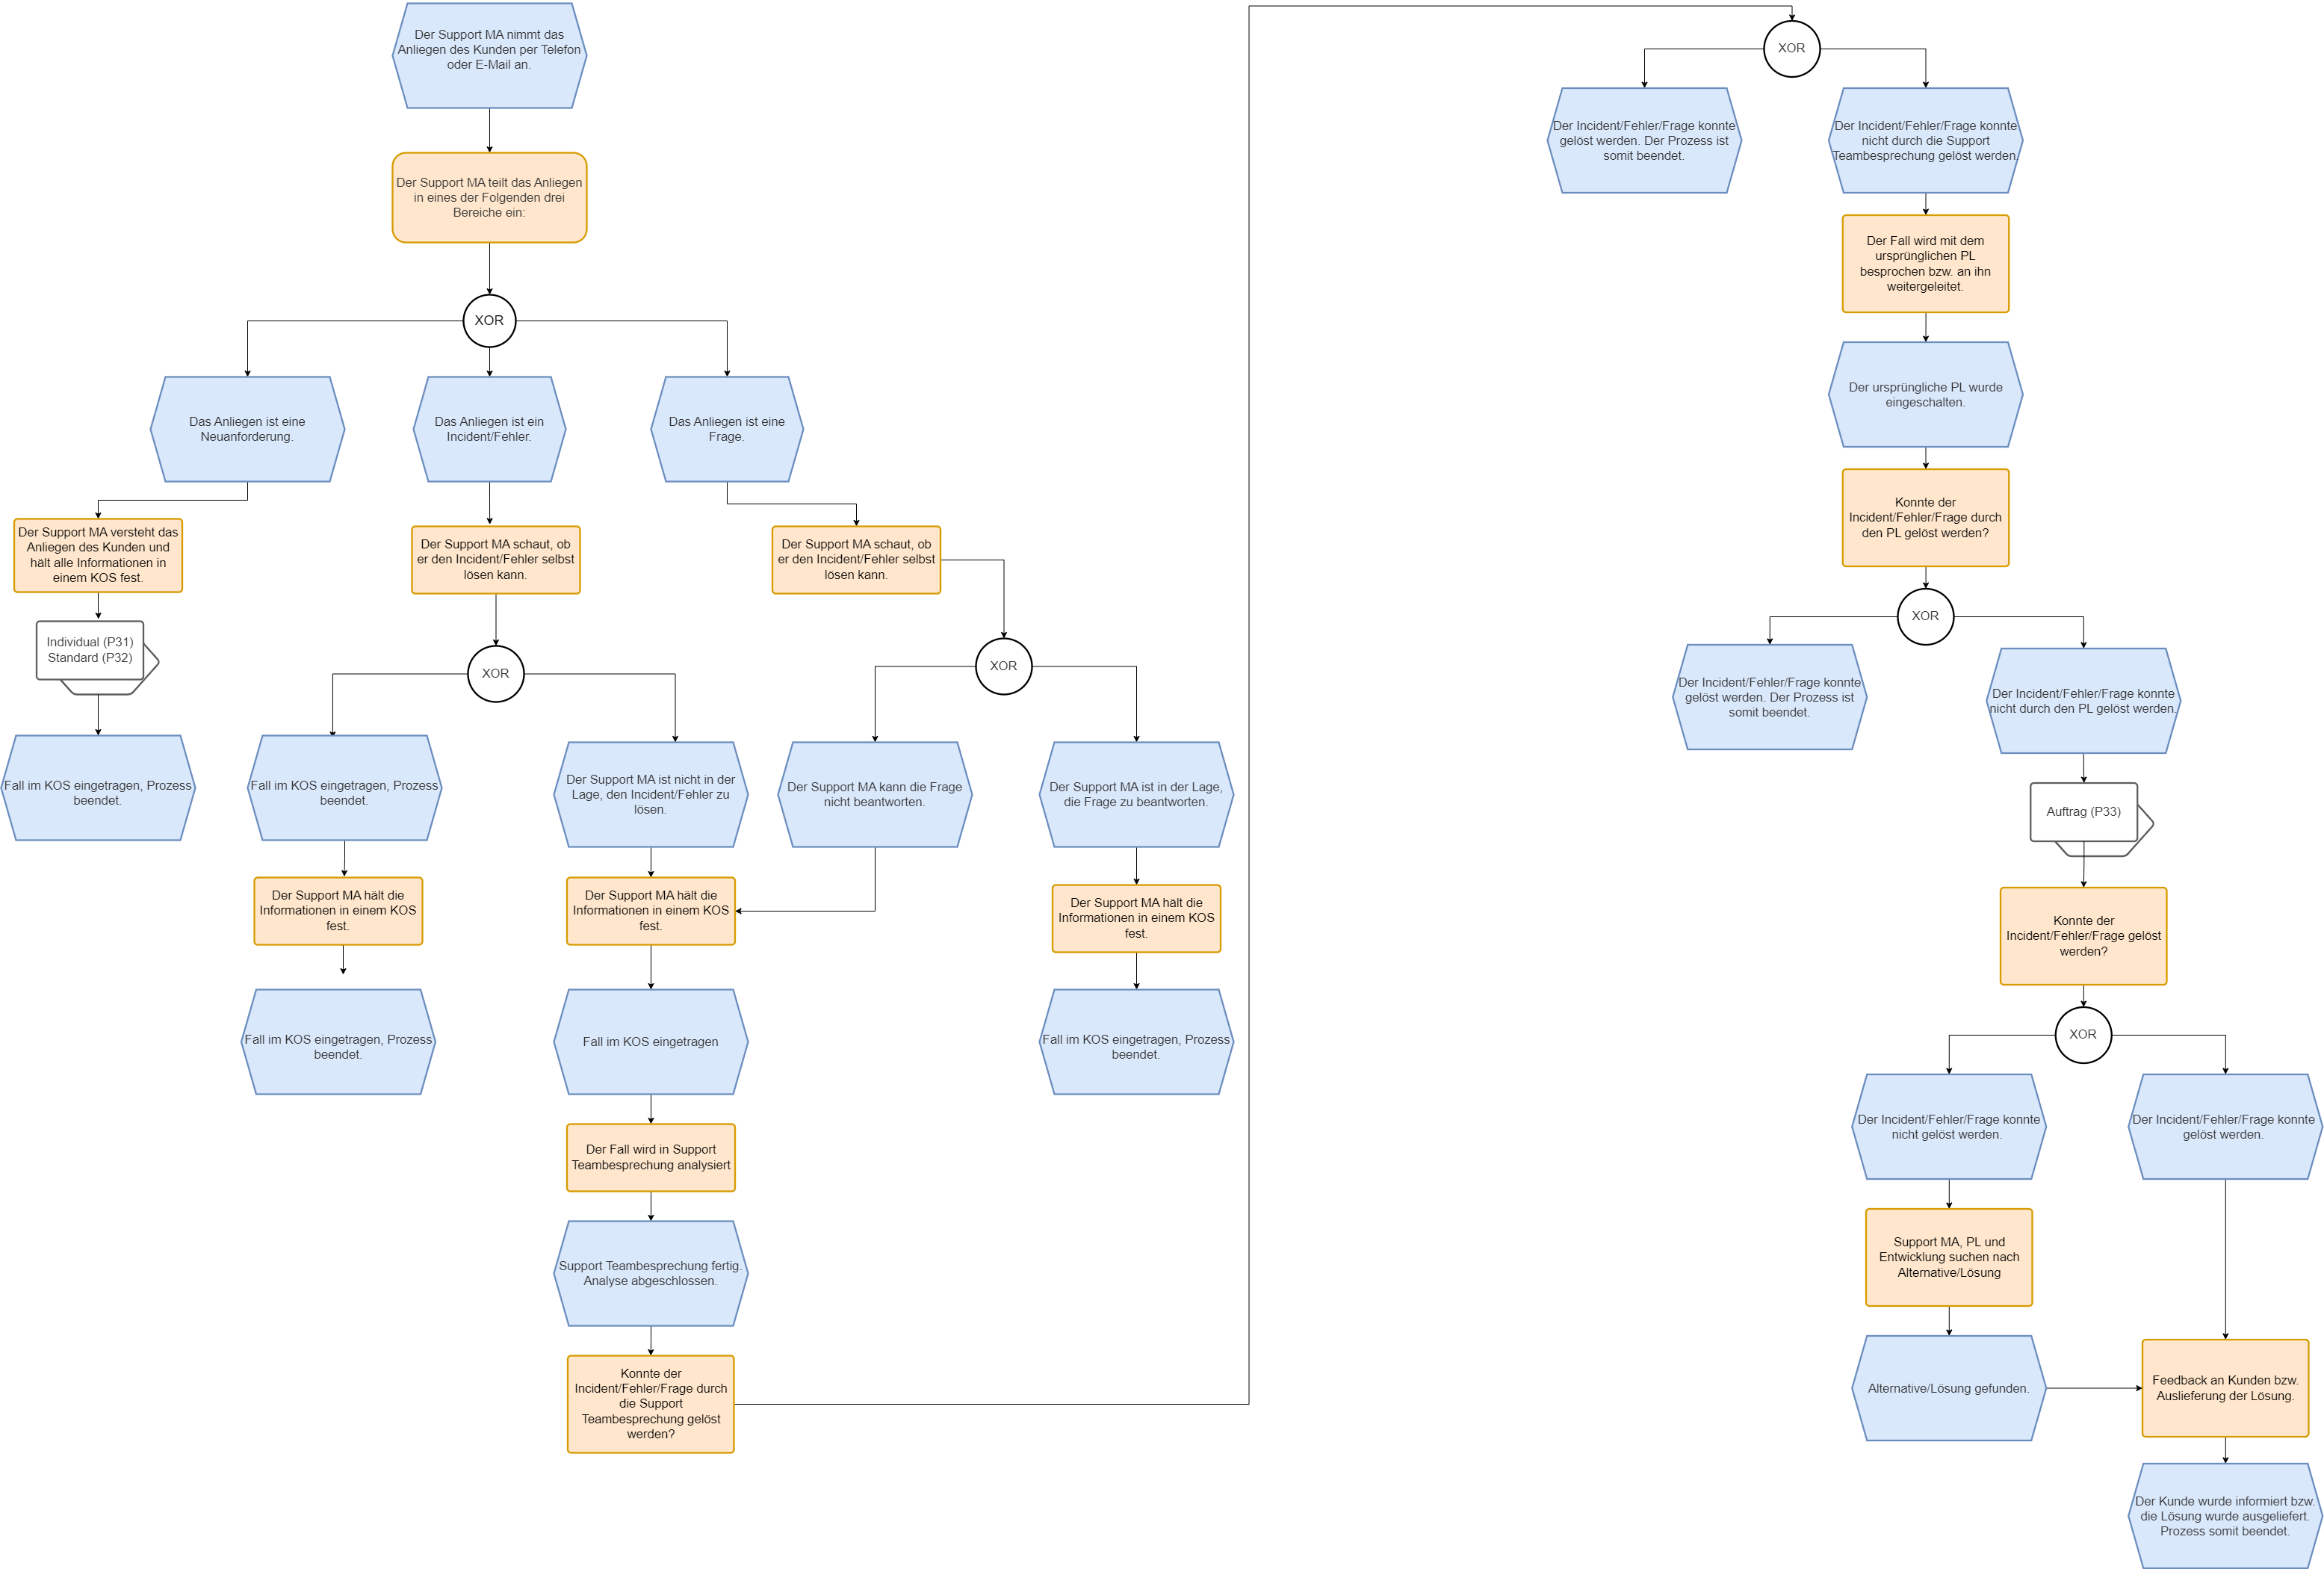 Der Support MA nimmt das
Anliegen des Kunden per Telefon
oder E-Mail an.
Der Support MA teilt das Anliegen
in eines der Folgenden drei
Bereiche ein:
XOR
Das Anliegen ist eine
Neuanforderung.
Das Anliegen ist ein
Incident/Fehler.
Das Anliegen ist eine
Frage.
Der Support MA versteht das
Anliegen des Kunden und
hält alle Informationen in
einem KOS fest.
Der Support MA schaut, ob
er den Incident/Fehler selbst
lösen kann.
Der Support MA schaut, ob
er den Incident/Fehler selbst
lösen kann.
Individual (P31)
Standard (P32)
XOR
XOR
Fall im KOS eingetragen, Prozess
beendet.
Fall im KOS eingetragen, Prozess
beendet.
Der Support MA ist nicht in der
Lage, den Incident/Fehler zu
lösen.
Der Support MA kann die Frage
nicht beantworten.
Der Support MA ist in der Lage,
die Frage zu beantworten.
Der Support MA hält die
Informationen in einem KOS
fest.
Der Support MA hält die
Informationen in einem KOS
fest.
Der Support MA hält die
Informationen in einem KOS
fest.
Fall im KOS eingetragen, Prozess
beendet.
Fall im KOS eingetragen
Fall im KOS eingetragen, Prozess
beendet.
Der Fall wird in Support
Teambesprechung analysiert
Support Teambesprechung fertig.
Analyse abgeschlossen.
Konnte der
Incident/Fehler/Frage durch
die Support
Teambesprechung gelöst
werden?
XOR
Der Incident/Fehler/Frage konnte
gelöst werden. Der Prozess ist
somit beendet.
Der Incident/Fehler/Frage konnte
nicht durch die Support
Teambesprechung gelöst werden.
Der Fall wird mit dem
ursprünglichen PL
besprochen bzw. an ihn
weitergeleitet.
Der ursprüngliche PL wurde
eingeschalten.
Konnte der
Incident/Fehler/Frage durch
den PL gelöst werden?
XOR
Der Incident/Fehler/Frage konnte
gelöst werden. Der Prozess ist
somit beendet.
Der Incident/Fehler/Frage konnte
nicht durch den PL gelöst werden.
Auftrag (P33)
Konnte der
Incident/Fehler/Frage gelöst
werden?
XOR
Der Incident/Fehler/Frage konnte
nicht gelöst werden.
Der Incident/Fehler/Frage konnte
gelöst werden.
Support MA, PL und
Entwicklung suchen nach
Alternative/Lösung
Alternative/Lösung gefunden.
Feedback an Kunden bzw.
Auslieferung der Lösung.
Der Kunde wurde informiert bzw.
die Lösung wurde ausgeliefert.
Prozess somit beendet.